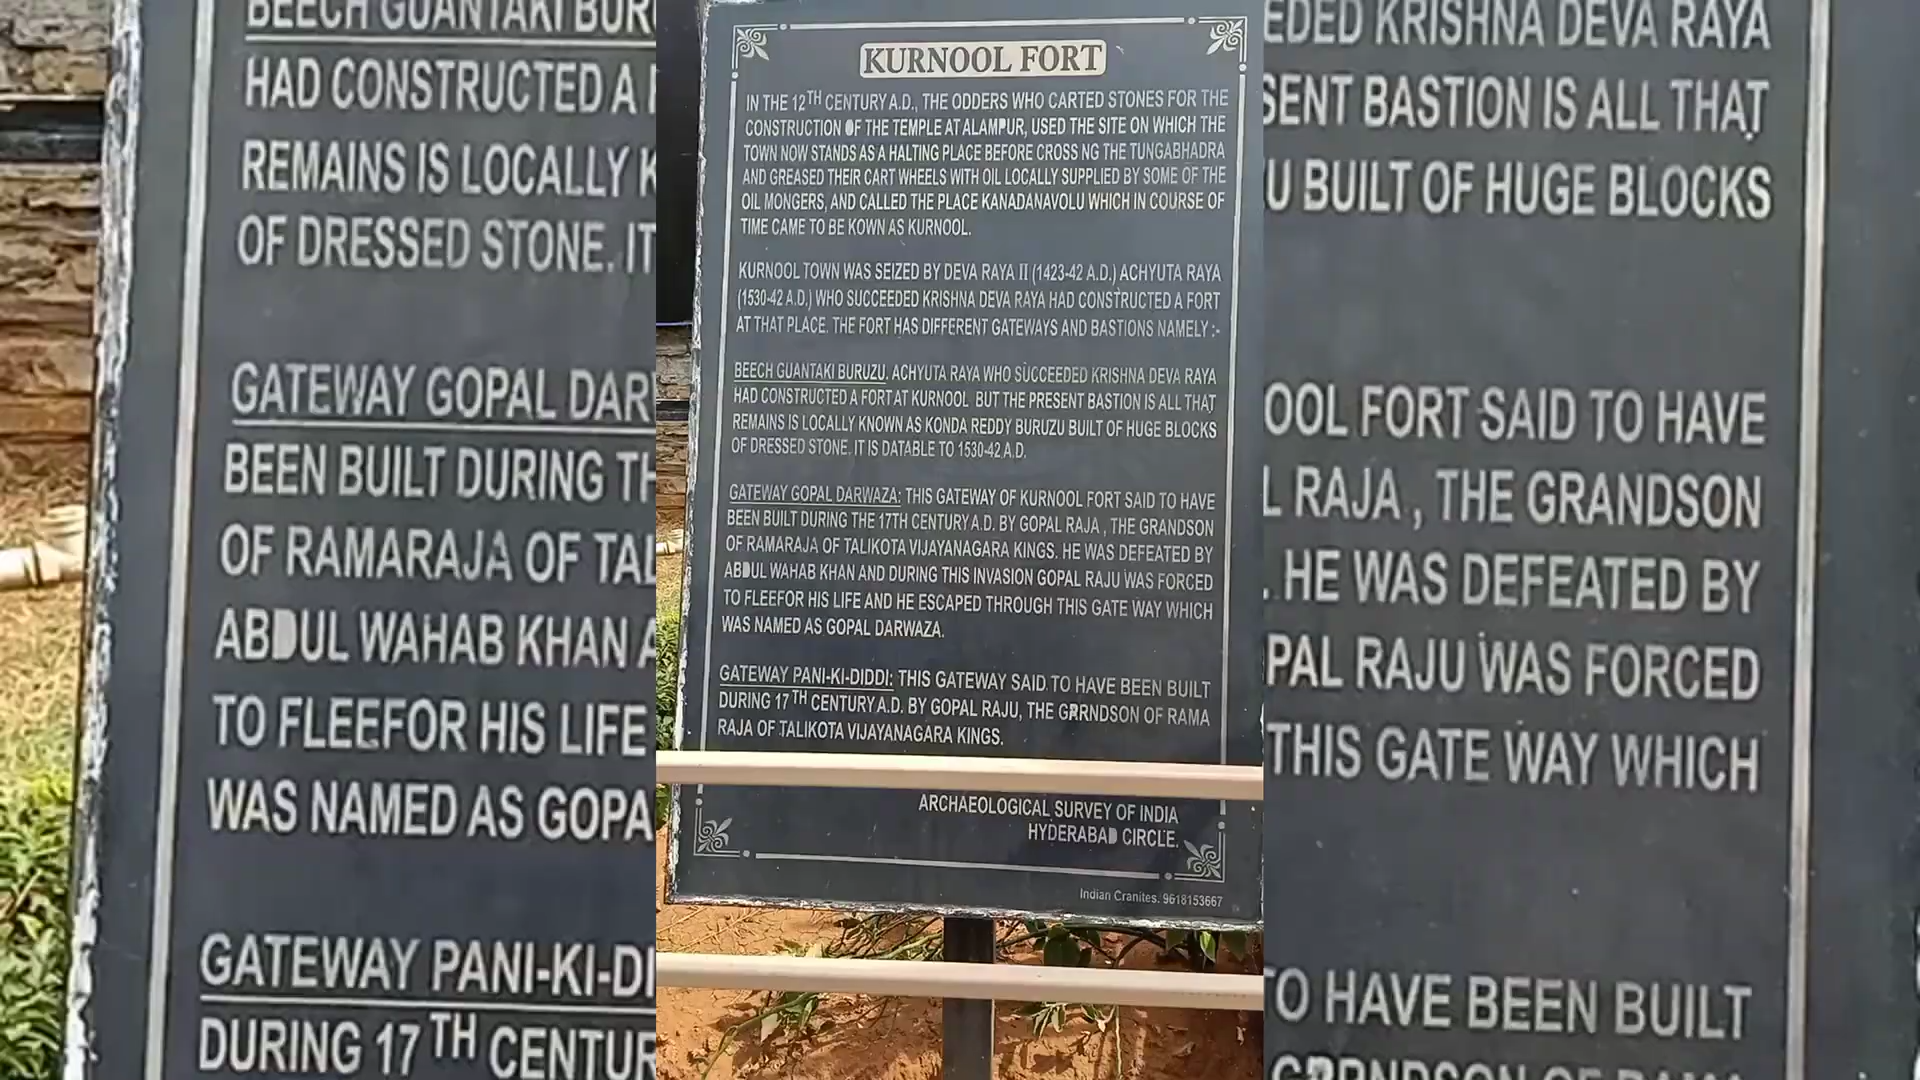 KURNOOL FORT
IN THE 12TH CENTURY A.D., THE ODDERS WHO CARTED STONES FOR THE
CONSTRUCTION OF THE TEMPLE AT ALAMPUR, USED THE SITE ON WHICH THE
TOWN NOW STANDS AS A HALTING PLACE BEFORE CROSS NG THE TUNGABHADRA
AND GREASED THEIR CART WHEELS WITH OIL LOCALLY SUPPLIED BY SOME OF THE
OIL MONGERS, AND CALLED THE PLACE KANADANAVOLU WHICH IN COURSE OF
TIME CAME TO BE KOWN AS KURNOOL.
KURNOOL TOWN WAS SEIZED BY DEVA RAYA II (1423-42 A.D.) ACHYUTA RAYA
(1530-42 A.D.) WHO SUCCEEDED KRISHNA DEVA RAYA HAD CONSTRUCTED A FORT
AT THAT PLACE. THE FORT HAS DIFFERENT GATEWAYS AND BASTIONS NAMELY :-
BEECH GUANTAKI BURUZU. ACHYUTA RAYA WHO SUCCEEDED KRISHNA DEVA RAYA
HAD CONSTRUCTED A FORT AT KURNOOL BUT THE PRESENT BASTION IS ALL THAT
REMAINS IS LOCALLY KNOWN AS KONDA REDDY BURUZU BUILT OF HUGE BLOCKS
OF DRESSED STONE. IT IS DATABLE TO 1530-42 A.D.
GATEWAY GOPAL DARWAZA: THIS GATEWAY OF KURNOOL FORT SAID TO HAVE
BEEN BUILT DURING THE 17TH CENTURY A.D. BY GOPAL RAJA , THE GRANDSON
OF RAMARAJA OF TALIKOTA VIJAYANAGARA KINGS. HE WAS DEFEATED BY
ABDUL WAHAB KHAN AND DURING THIS INVASION GOPAL RAJU WAS FORCED
TO FLEEFOR HIS LIFE AND HE ESCAPED THROUGH THIS GATE WAY WHICH
WAS NAMED AS GOPAL DARWAZA.
GATEWAY PANI-KI-DIDDI: THIS GATEWAY SAID TO HAVE BEEN BUILT
DURING 17TH CENTURY A.D. BY GOPAL RAJU, THE GRRNDSON OF RAMA
RAJA OF TALIKOTA VIJAYANAGARA KINGS.
ARCHAEOLOGICAL SURVEY OF INDIA
HYDERABAD CIRCLE.
Indian Cranites. 9618153667